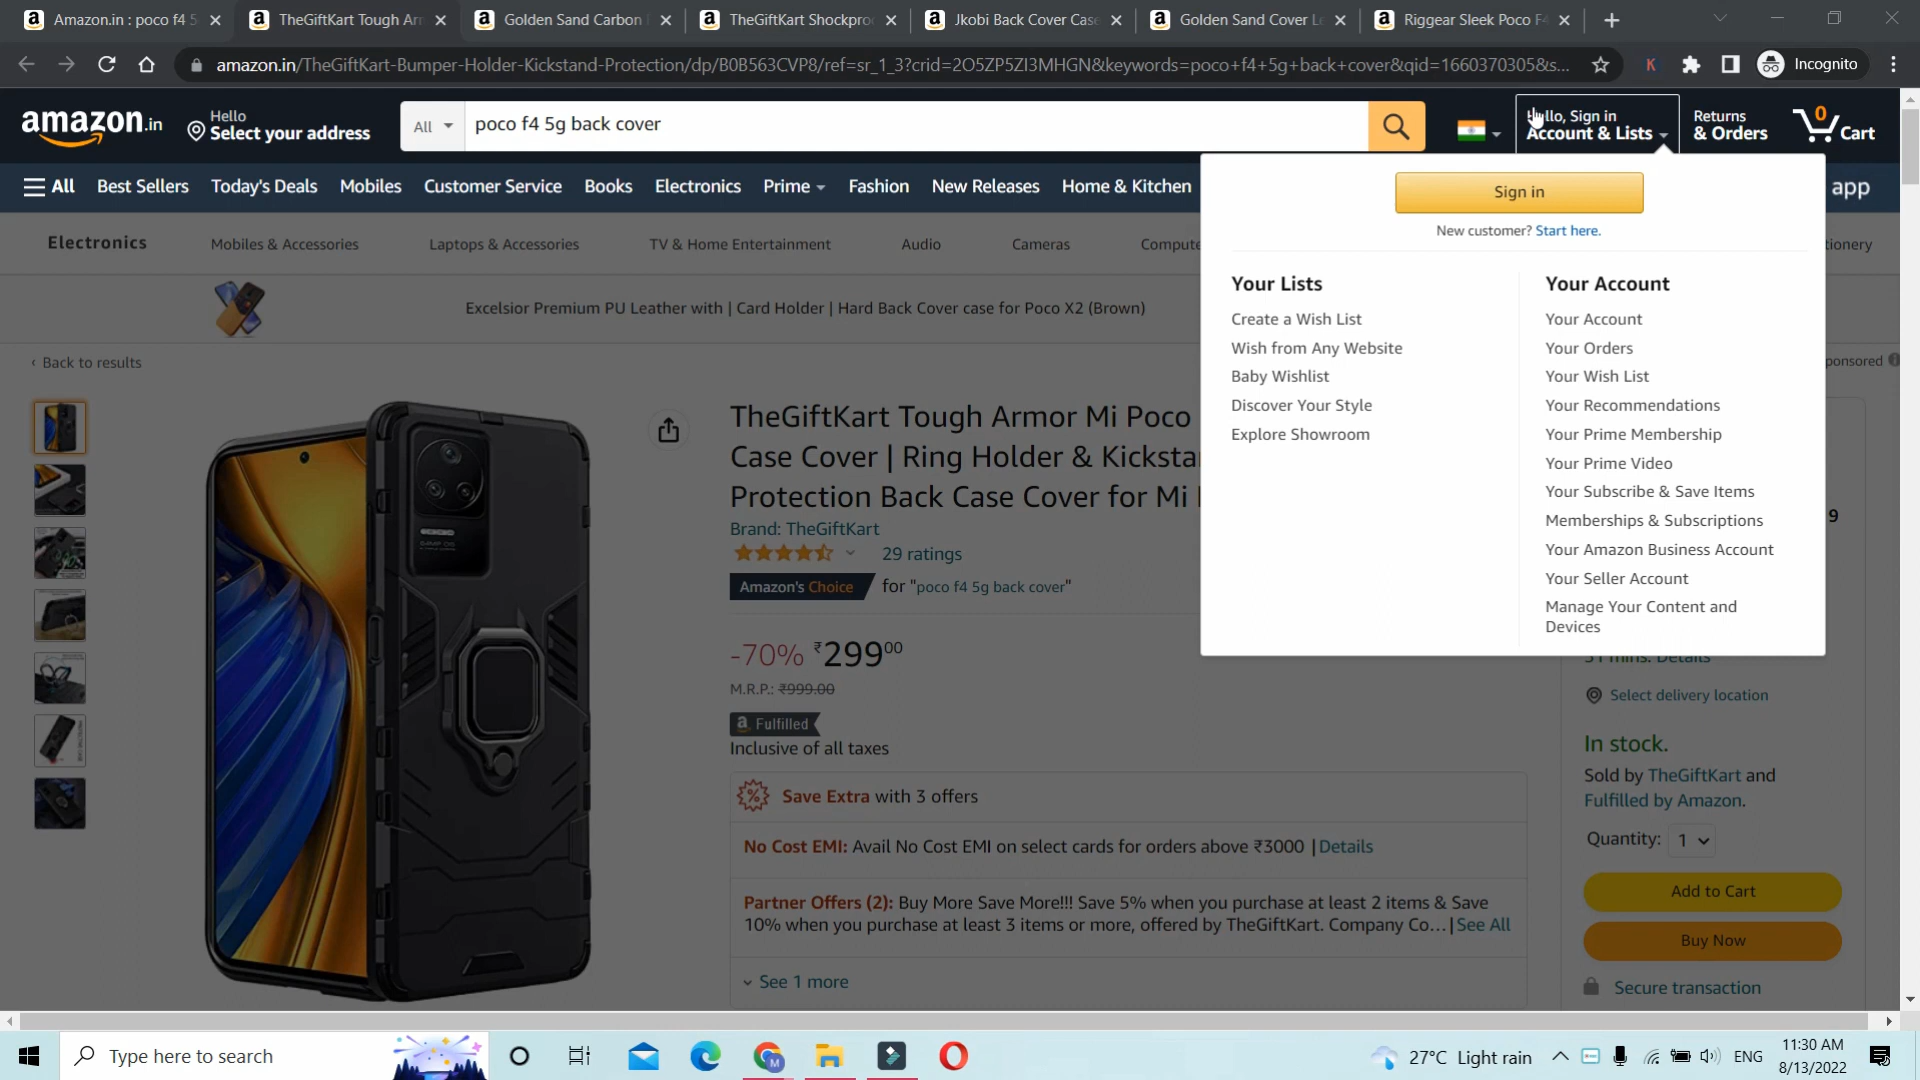 Amazon.in : poco f4 5
TheGiftKart Tough Arm
Golden Sand Carbon
TheGiftKart Shockproo
Jkobi Back Cover Case
Golden Sand Cover Le
Riggear Sleek Poco F4
amazon.in/TheGiftKart-Bumper-Holder-Kickstand-Protection/dp/B0B563CVP8/ref=sr_1_3?crid=2O5ZP5ZI3MHGN&keywords=poco+f4+5g+back+cover&qid=1660370305&s...
K
Incognito
amazon.in
Hello
Select your address
All
poco f4 5g back cover
Hello, Sign in
Account & Lists
Returns
& Orders
0
Cart
All
Best Sellers
Today's Deals
Mobiles
Customer Service
Books
Electronics
Prime
Fashion
New Releases
Home & Kitchen
app
Sign in
New customer? Start here.
Electronics
Mobiles & Accessories
Laptops & Accessories
TV & Home Entertainment
Audio
Cameras
Compute
tionery
Excelsior Premium PU Leather with | Card Holder | Hard Back Cover case for Poco X2 (Brown)
Your Lists
Create a Wish List
Wish from Any Website
Baby Wishlist
Discover Your Style
Explore Showroom
Your Account
Your Account
Your Orders
Your Wish List
Your Recommendations
Your Prime Membership
Your Prime Video
Your Subscribe & Save Items
Memberships & Subscriptions
Your Amazon Business Account
Your Seller Account
Manage Your Content and
Devices
‹ Back to results
ponsored
TheGiftKart Tough Armor Mi Poco
Case Cover | Ring Holder & Kicksta
Protection Back Case Cover for Mi
Brand: TheGiftKart
29 ratings
Amazon's Choice for "poco f4 5g back cover"
-70% ₹29900
M.R.P.: ₹999.00
a Fulfilled
Inclusive of all taxes
Save Extra with 3 offers
No Cost EMI: Avail No Cost EMI on select cards for orders above ₹3000 | Details
Partner Offers (2): Buy More Save More!!! Save 5% when you purchase at least 2 items & Save
10% when you purchase at least 3 items or more, offered by TheGiftKart. Company Co... | See All
See 1 more
9
51 mins. Details
Select delivery location
In stock.
Sold by TheGiftKart and
Fulfilled by Amazon.
Quantity: 1
Add to Cart
Buy Now
Secure transaction
Type here to search
27°C Light rain
ENG
11:30 AM
8/13/2022